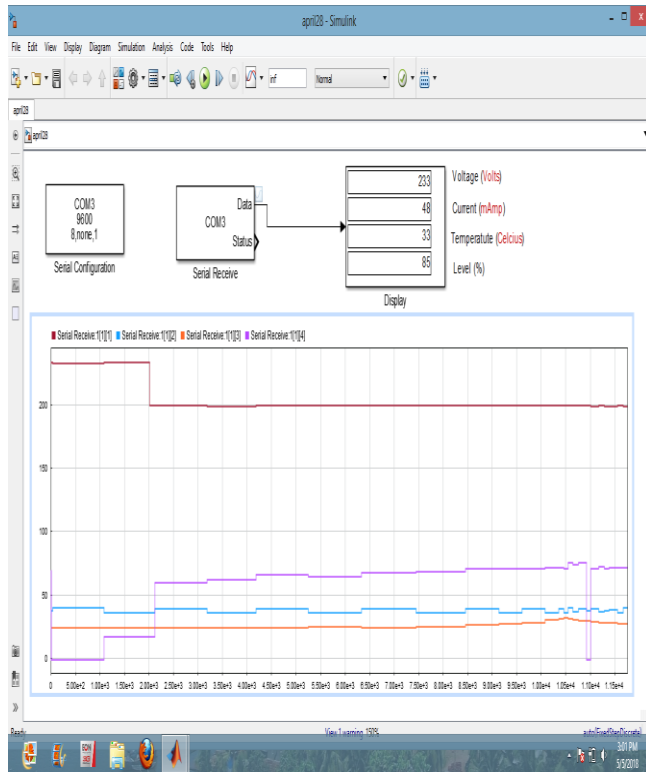 april28 - Simulink
File Edit View Display Diagram Simulation Analysis Code Tools Help
inf Normal
april28
april28
COM3
9600
8,none,1
Serial Configuration
COM3
Data
Status
Serial Receive
233
48
33
85
Display
Voltage (Volts)
Current (mAmp)
Temperatute (Celcius)
Level (%)
Serial Receive:1[1][1] Serial Receive:1[1][2] Serial Receive:1[1][3] Serial Receive:1[1][4]
200
150
100
50
0
0 5.00e+2 1.00e+3 1.50e+3 2.00e+3 2.50e+3 3.00e+3 3.50e+3 4.00e+3 4.50e+3 5.00e+3 5.50e+3 6.00e+3 6.50e+3 7.00e+3 7.50e+3 8.00e+3 8.50e+3 9.00e+3 9.50e+3 1.00e+4 1.05e+4 1.10e+4 1.15e+4
Ready View 1 warning 150% auto(FixedStepDiscrete)
3:01 PM
5/5/2018